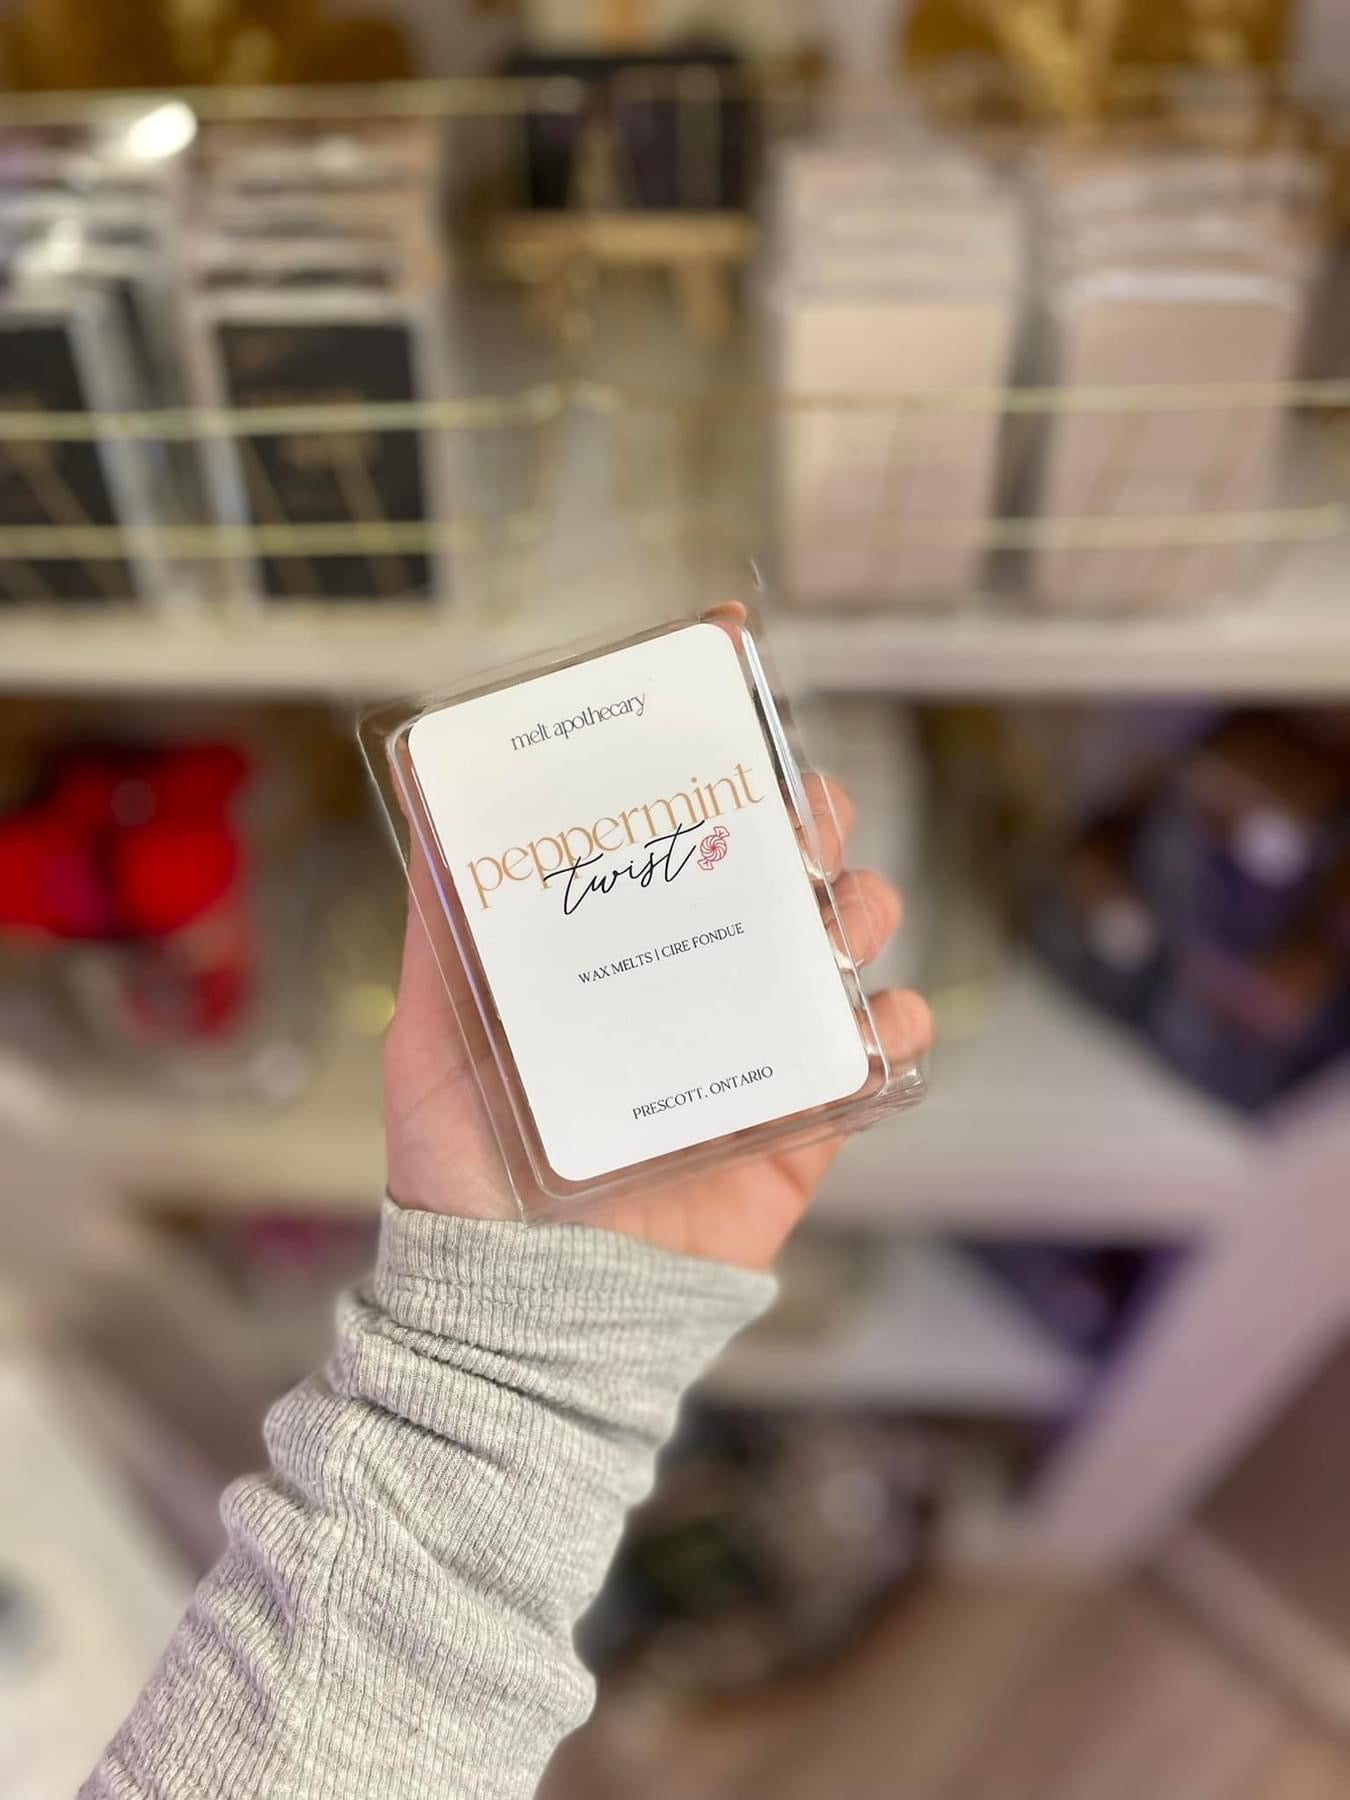 melt apothecary
peppermint
twist
WAX MELTS | CIRE FONDUE
PRESCOTT, ONTARIO